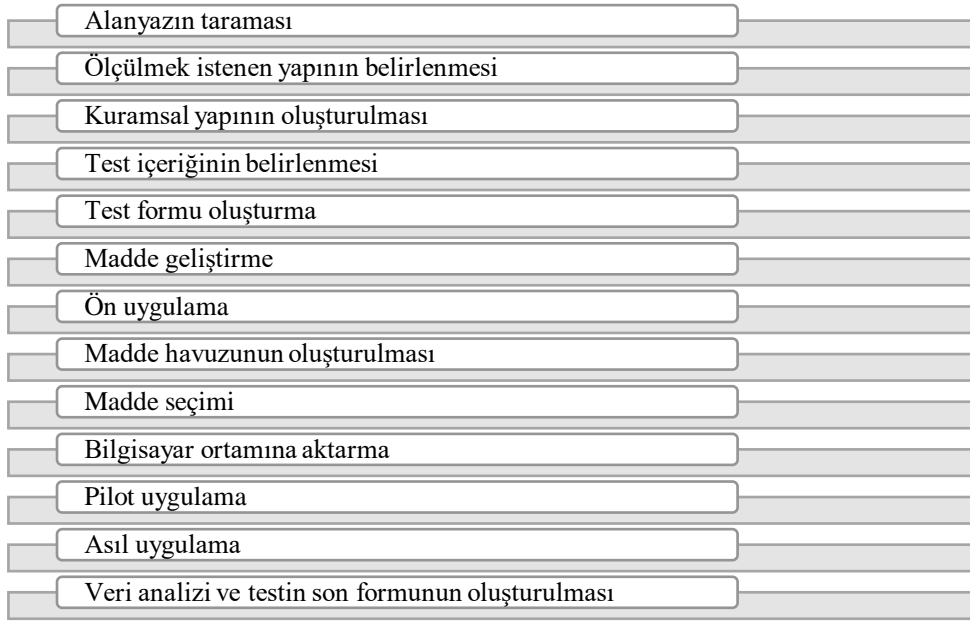 Alanyazın taraması
Ölçülmek istenen yapının belirlenmesi
Kuramsal yapının oluşturulması
Test içeriğinin belirlenmesi
Test formu oluşturma
Madde geliştirme
Ön uygulama
Madde havuzunun oluşturulması
Madde seçimi
Bilgisayar ortamına aktarma
Pilot uygulama
Asıl uygulama
Veri analizi ve testin son formunun oluşturulması